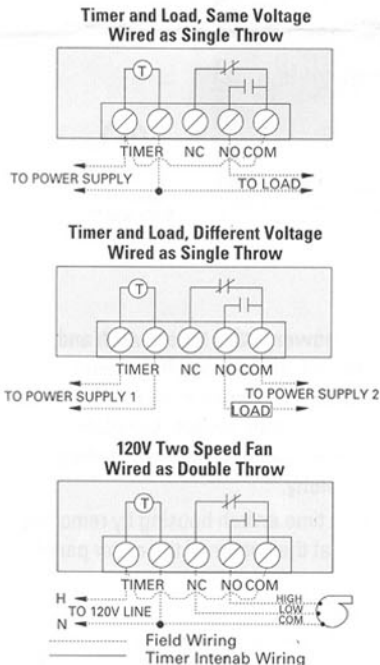 Timer and Load, Same Voltage
Wired as Single Throw
T
TIMER NC NO COM
TO POWER SUPPLY
TO LOAD
Timer and Load, Different Voltage
Wired as Single Throw
T
TIMER NC NO COM
TO POWER SUPPLY 1
TO POWER SUPPLY 2
LOAD
120V Two Speed Fan
Wired as Double Throw
T
TIMER NC NO COM
H
TO 120V LINE
N
HIGH
LOW
COM
Field Wiring
Timer Intenab Wiring